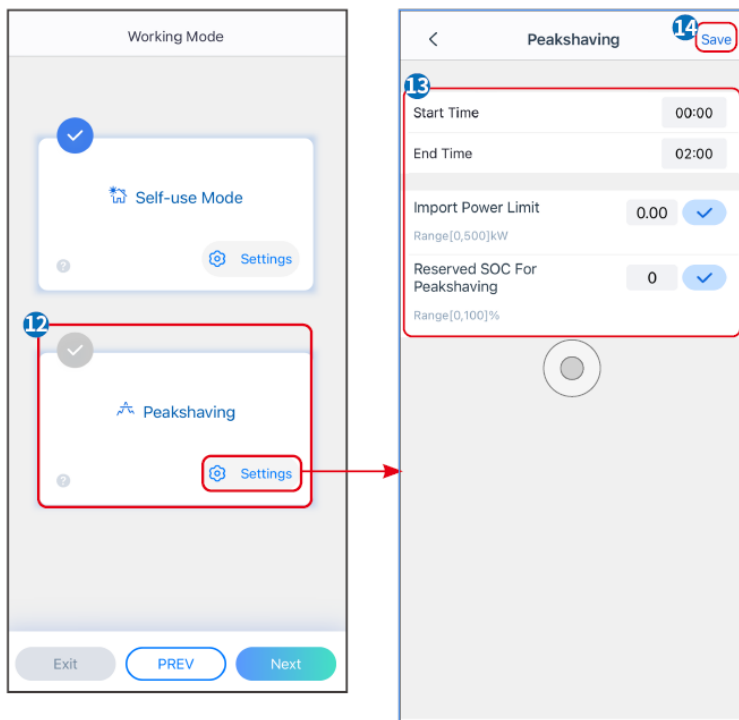 Working Mode
Self-use Mode
?
Settings
12
Peakshaving
?
Settings
Exit
PREV
Next
14
Peakshaving
Save
13
Start Time
00:00
End Time
02:00
Import Power Limit
0.00
Range[0,500]kW
Reserved SOC For
Peakshaving
0
Range[0,100]%